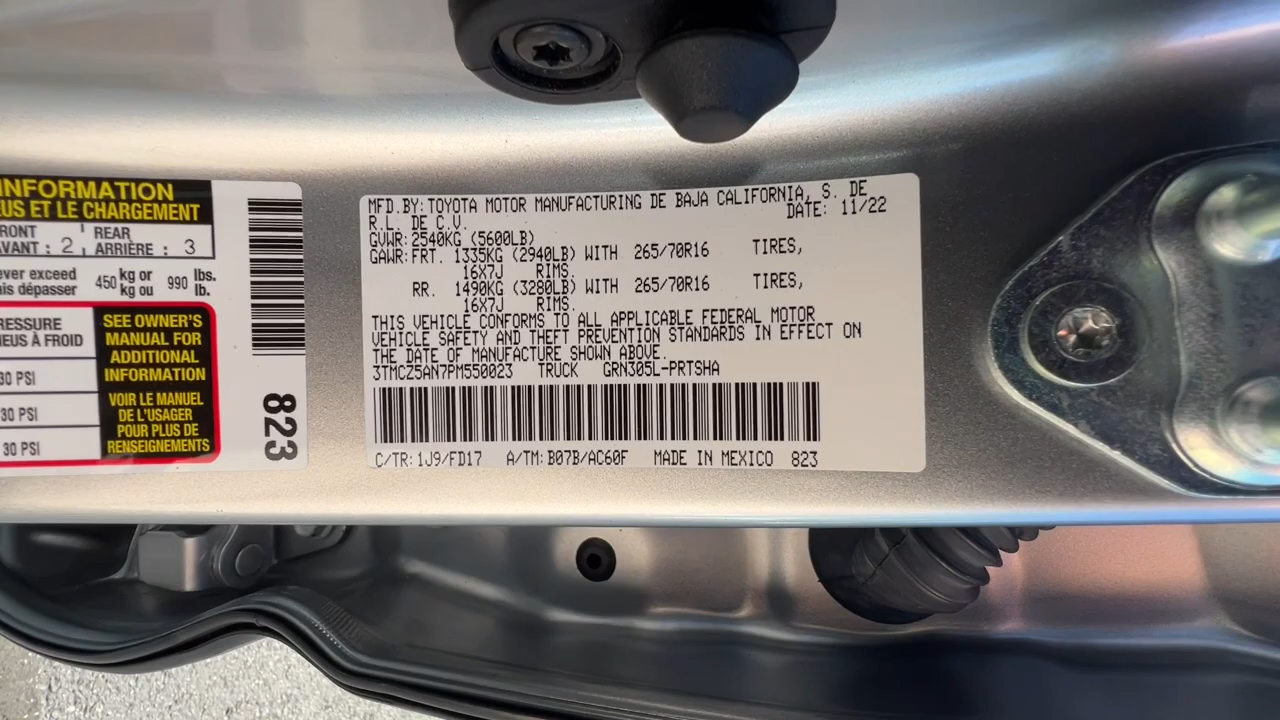 INFORMATION
EUS ET LE CHARGEMENT
RONT
AVANT : 2
REAR
ARRIÈRE : 3
ever exceed
ais dépasser
450 kg or
kg ou
990 lbs.
lb.
RESSURE
NEUS À FROID
30 PSI
30 PSI
30 PSI
SEE OWNER'S
MANUAL FOR
ADDITIONAL
INFORMATION
VOIR LE MANUEL
DE L'USAGER
POUR PLUS DE
RENSEIGNEMENTS
823
MFD.BY:TOYOTA MOTOR MANUFACTURING DE BAJA CALIFORNIA, S. DE
R.L. DE C.V. DATE: 11/22
GVWR:2540KG (5600LB)
GAWR:FRT. 1335KG (2940LB) WITH 265/70R16 TIRES,
16X7J RIMS.
RR. 1490KG (3280LB) WITH 265/70R16 TIRES,
16X7J RIMS.
THIS VEHICLE CONFORMS TO ALL APPLICABLE FEDERAL MOTOR
VEHICLE SAFETY AND THEFT PREVENTION STANDARDS IN EFFECT ON
THE DATE OF MANUFACTURE SHOWN ABOVE.
3TMCZ5AN7PM550023 TRUCK GRN305L-PRTSHA
C/TR:1J9/FD17 A/TM:B07B/AC60F MADE IN MEXICO 823